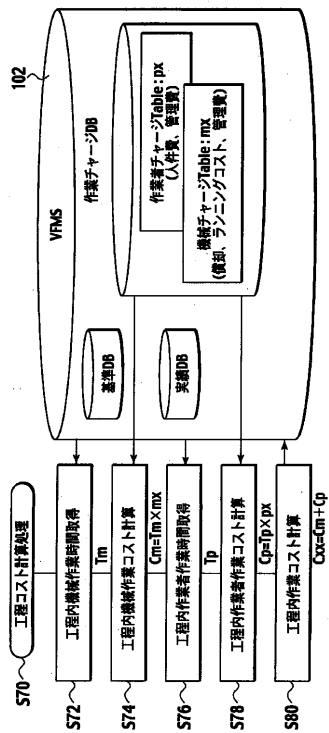 S70
工程コスト計算処理
S72
工程内機械作業時間取得
Tm
S74
工程内機械作業コスト計算
Cm=Tm×mx
S76
工程内作業者作業時間取得
Tp
S78
工程内作業者作業コスト計算
Cp=Tp×px
S80
工程内作業コスト計算
Cxx=Cm+Cp
102
VFMS
基準DB
実績DB
作業チャージDB
作業者チャージTable:px
(人件費、管理費)
機械チャージTable:mx
(償却、ランニングコスト、管理費)